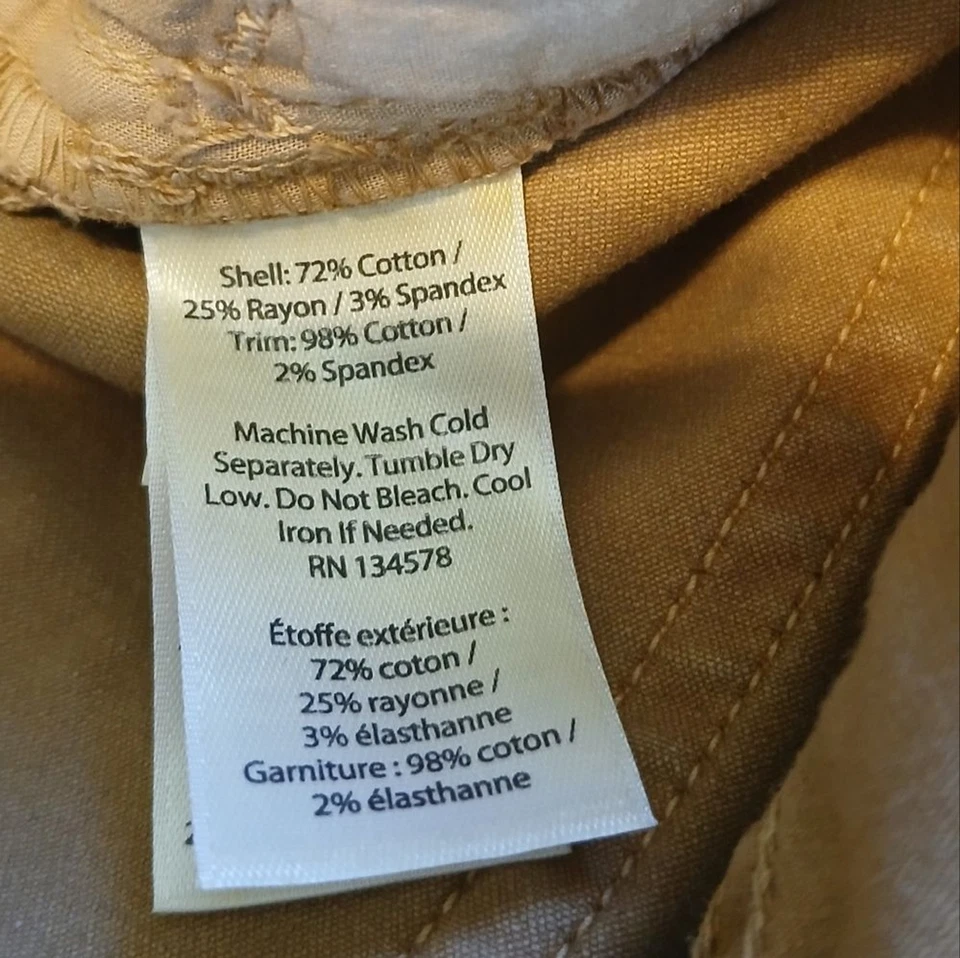 Shell: 72% Cotton /
25% Rayon / 3% Spandex
Trim: 98% Cotton /
2% Spandex
Machine Wash Cold
Separately. Tumble Dry
Low. Do Not Bleach. Cool
Iron If Needed.
RN 134578
Étoffe extérieure :
72% coton /
25% rayonne /
3% élasthanne
Garniture : 98% coton /
2% élasthanne